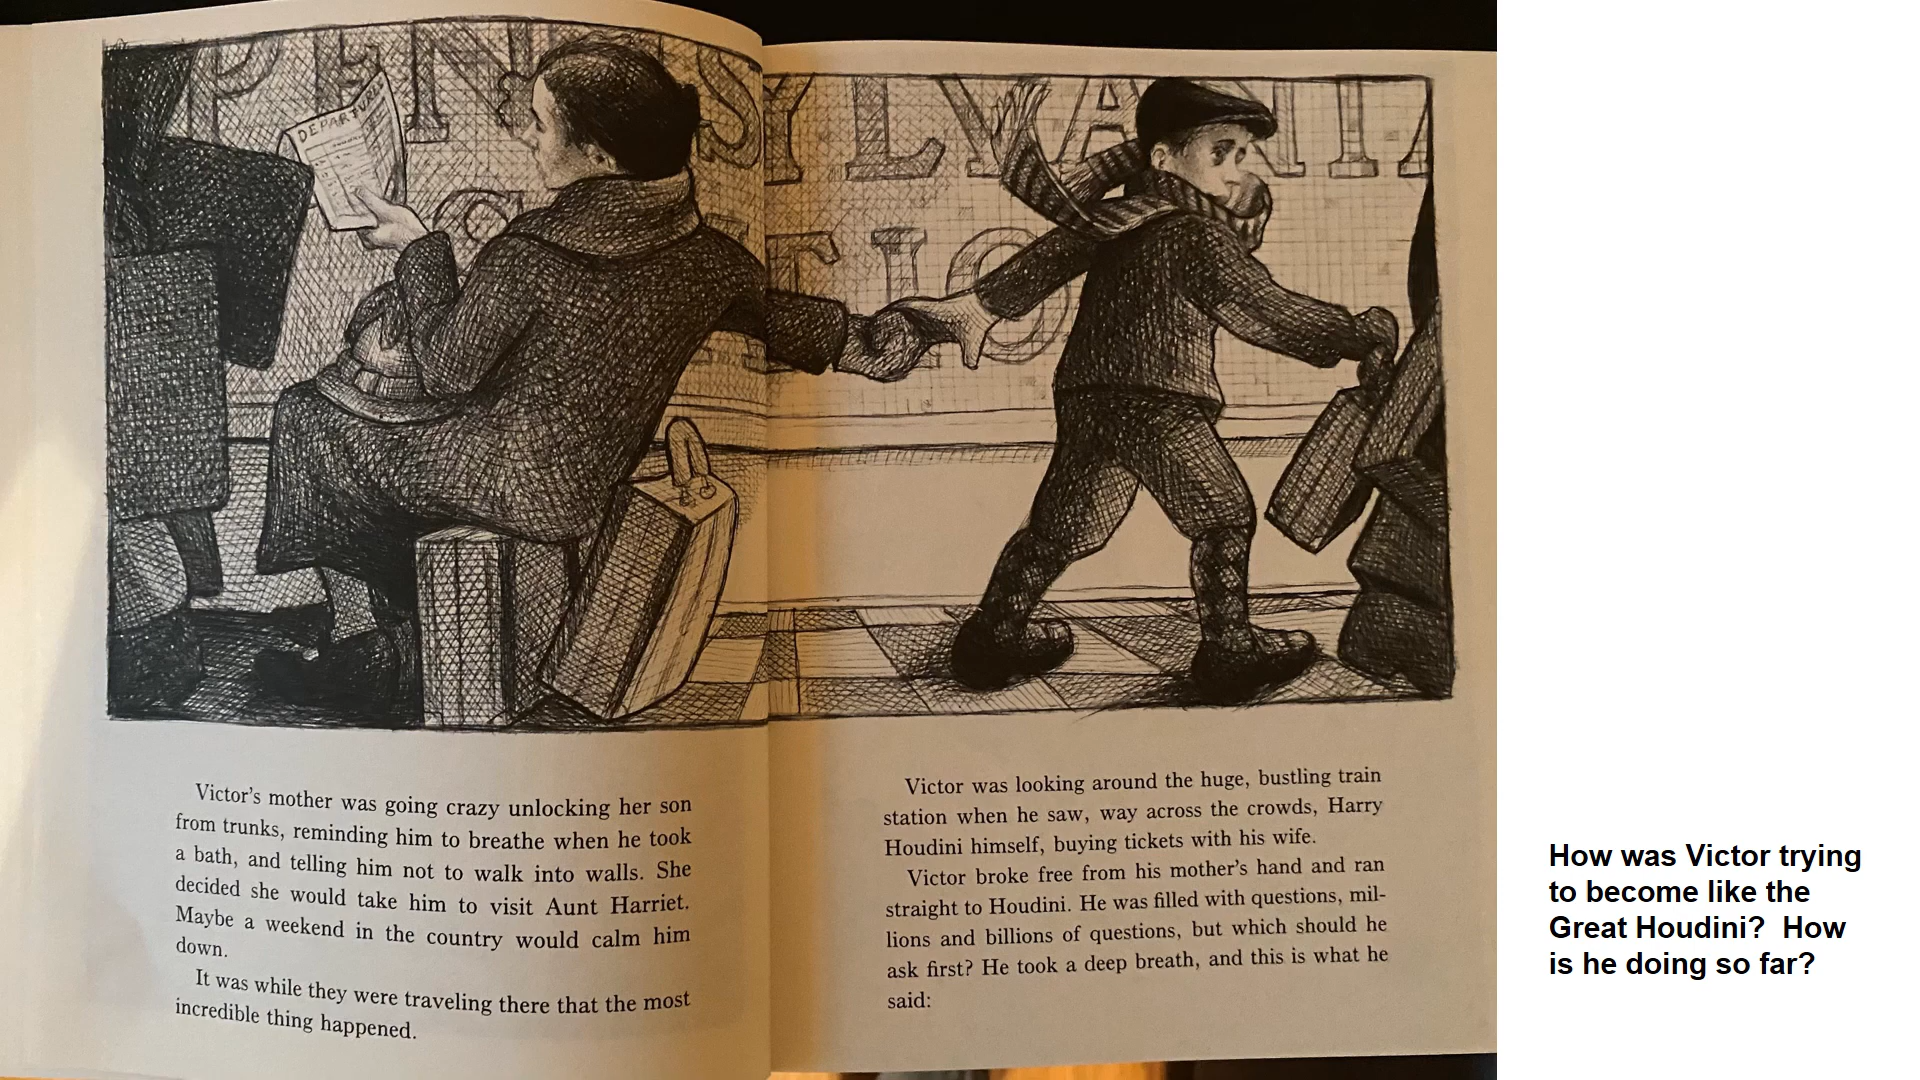 PENNSYLVANIA
DEPARTURE
STATION
Victor's mother was going crazy unlocking her son
from trunks, reminding him to breathe when he took
a bath, and telling him not to walk into walls. She
decided she would take him to visit Aunt Harriet.
Maybe a weekend in the country would calm him
down.
It was while they were traveling there that the most
incredible thing happened.
Victor was looking around the huge, bustling train
station when he saw, way across the crowds, Harry
Houdini himself, buying tickets with his wife.
Victor broke free from his mother's hand and ran
straight to Houdini. He was filled with questions, mil-
lions and billions of questions, but which should he
ask first? He took a deep breath, and this is what he
said:
How was Victor trying
to become like the
Great Houdini? How
is he doing so far?